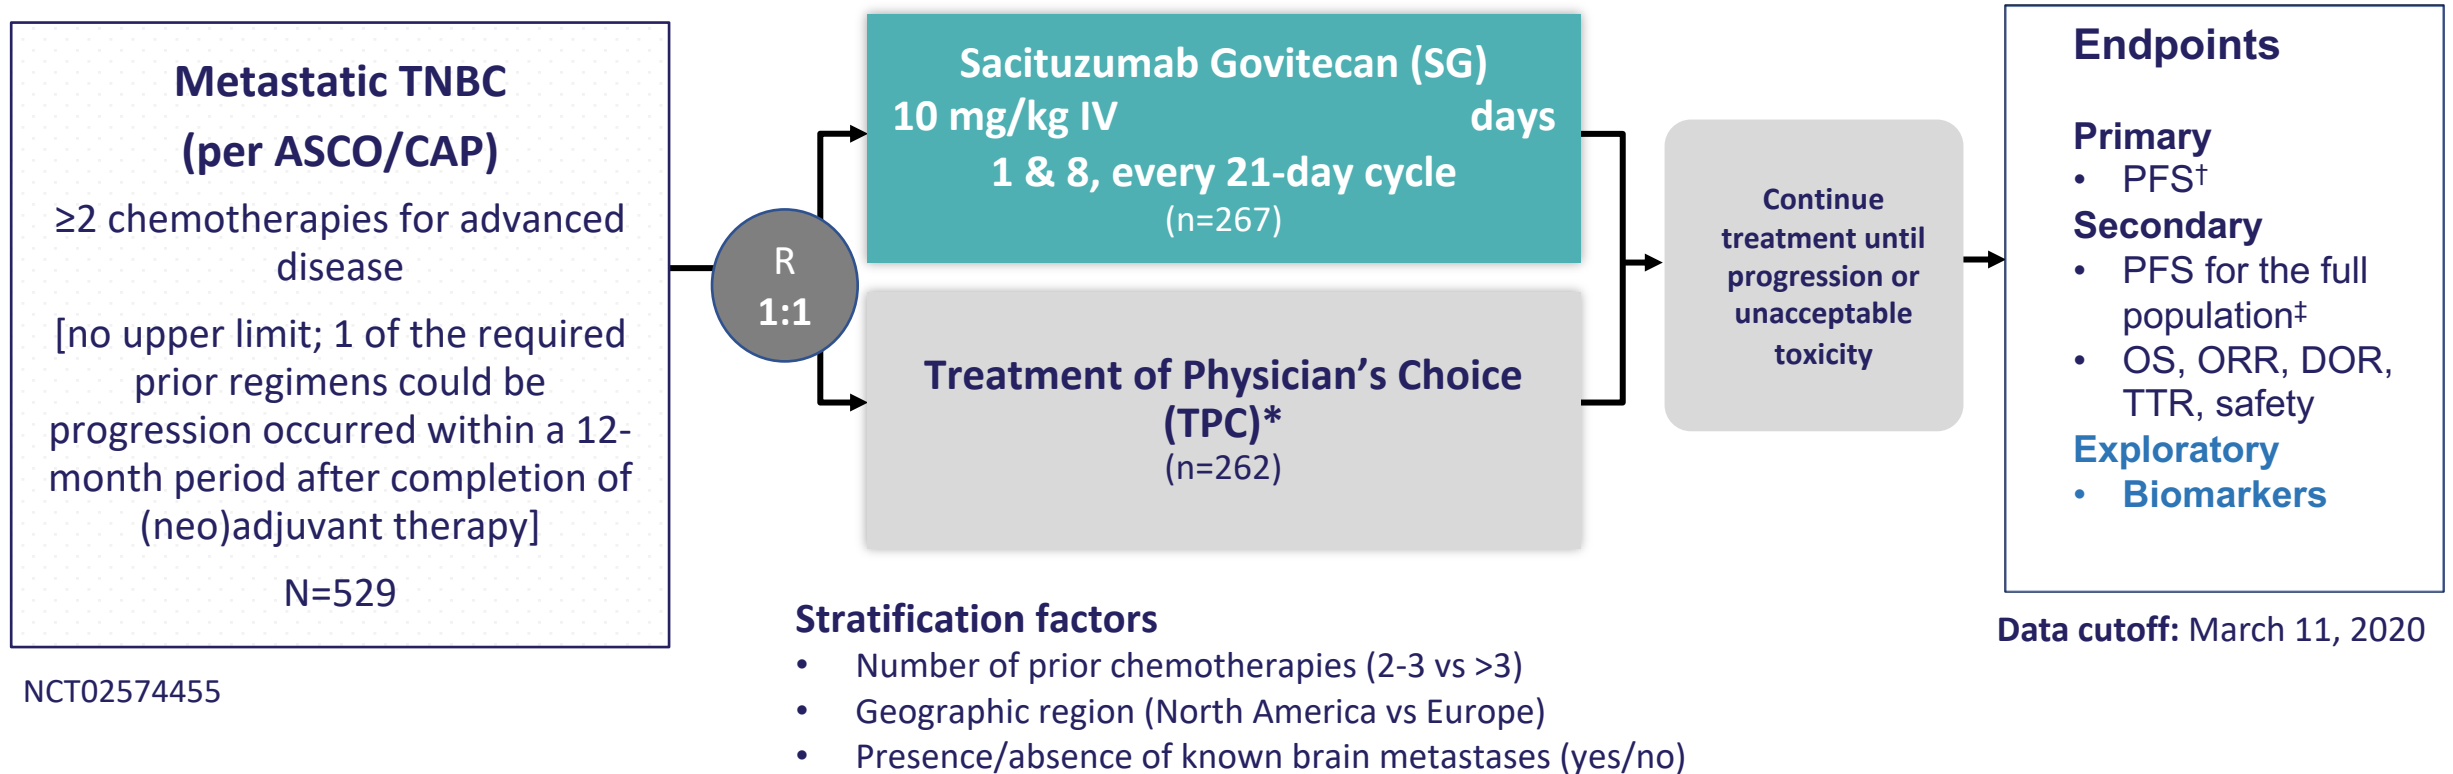 Metastatic TNBC
(per ASCO/CAP)
≥2 chemotherapies for advanced
disease
[no upper limit; 1 of the required
prior regimens could be
progression occurred within a 12-
month period after completion of
(neo)adjuvant therapy]
N=529
NCT02574455
R
1:1
Sacituzumab Govitecan (SG)
10 mg/kg IV days
1 & 8, every 21-day cycle
(n=267)
Treatment of Physician’s Choice
(TPC)*
(n=262)
Stratification factors
• Number of prior chemotherapies (2-3 vs >3)
• Geographic region (North America vs Europe)
• Presence/absence of known brain metastases (yes/no)
Continue
treatment until
progression or
unacceptable
toxicity
Endpoints
Primary
• PFS†
Secondary
• PFS for the full
population‡
• OS, ORR, DOR,
TTR, safety
Exploratory
• Biomarkers
Data cutoff: March 11, 2020